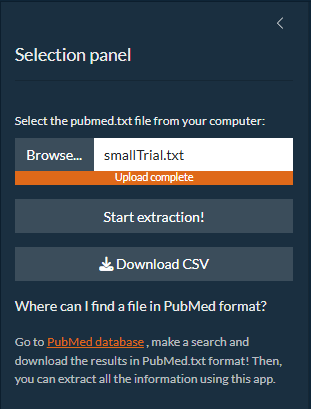 Selection panel
Select the pubmed.txt file from your computer:
Browse... smallTrial.txt
Upload complete
Start extraction!
Download CSV
Where can I find a file in PubMed format?
Go to PubMed database , make a search and
download the results in PubMed.txt format! Then,
you can extract all the information using this app.